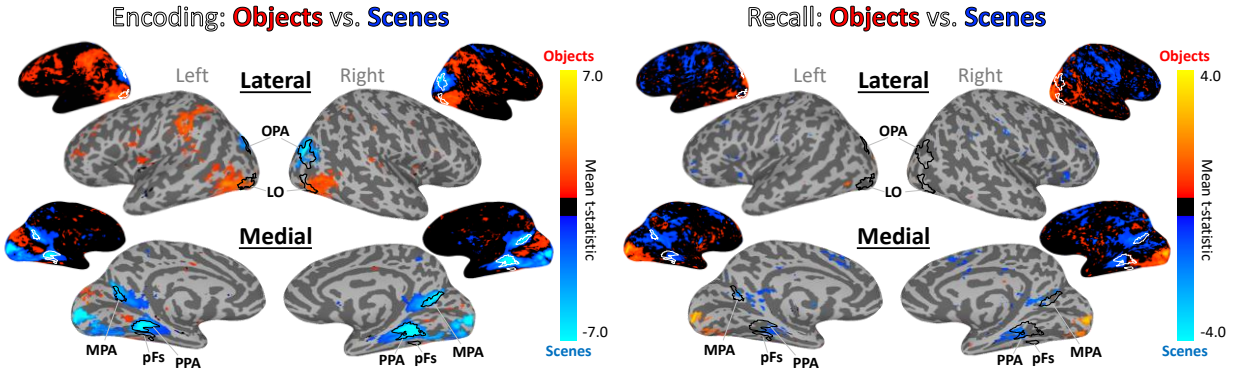 Encoding: Objects vs. Scenes
Objects
7.0
Left
Lateral
Right
OPA
LO
Mean t-statistic
Medial
MPA
pFs
PPA
PPA
pFs
MPA
-7.0
Scenes
Recall: Objects vs. Scenes
Objects
4.0
Left
Lateral
Right
OPA
LO
Mean t-statistic
Medial
MPA
pFs
PPA
PPA
pFs
MPA
-4.0
Scenes